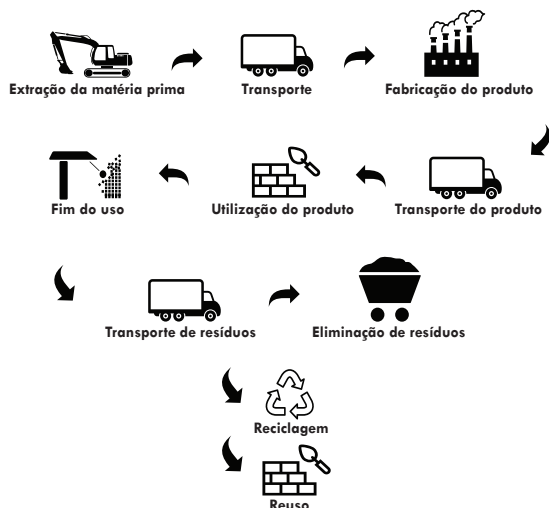 Extração da matéria prima
Transporte
Fabricação do produto
Fim do uso
Utilização do produto
Transporte do produto
Transporte de resíduos
Eliminação de resíduos
Reciclagem
Reuso